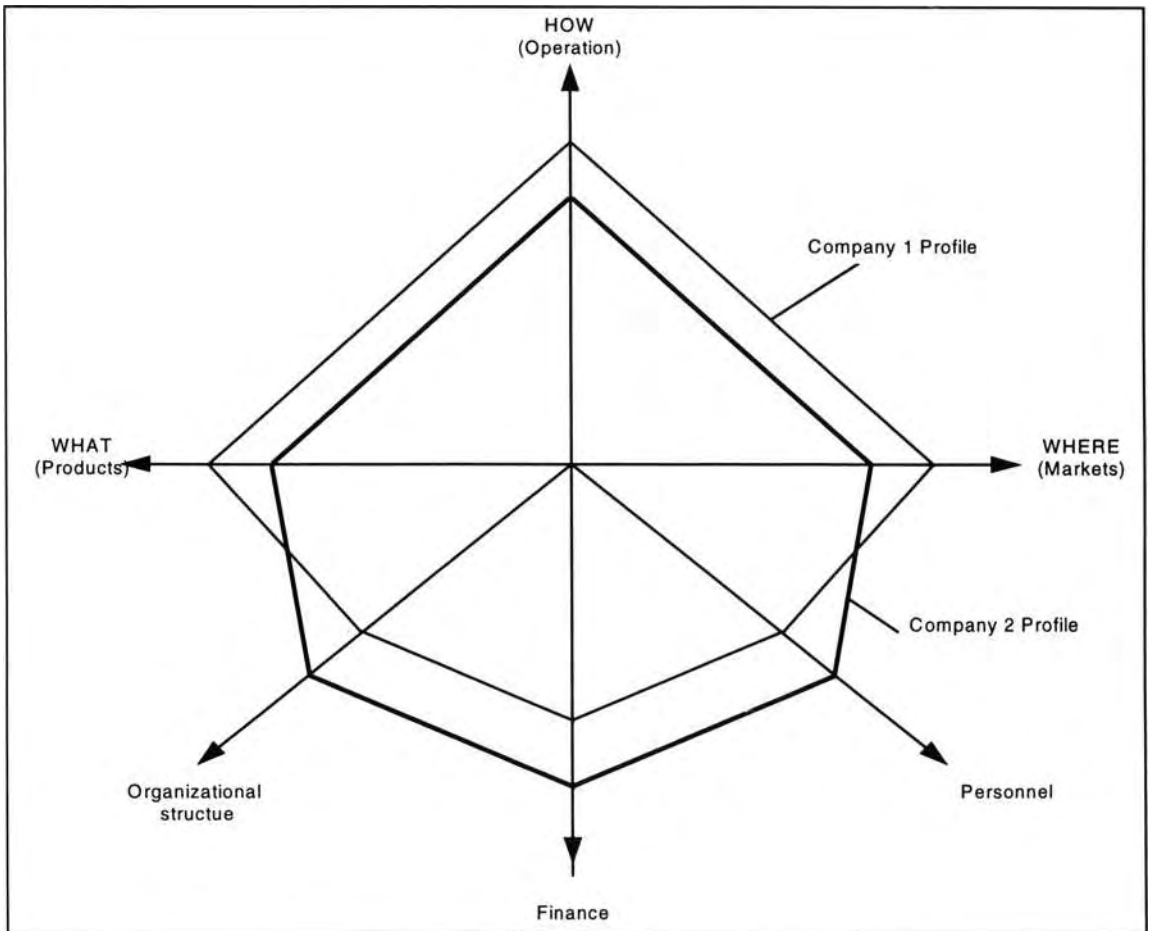 HOW
(Operation)
Company 1 Profile
WHAT
(Products)
WHERE
(Markets)
Company 2 Profile
Organizational
structue
Personnel
Finance